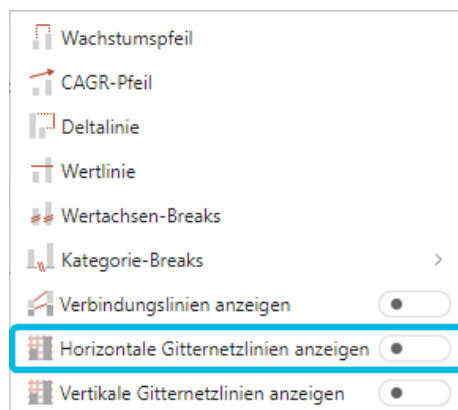 Wachstumspfeil
CAGR-Pfeil
Deltalinie
Wertlinie
Wertachsen-Breaks
Kategorie-Breaks
Verbindungslinien anzeigen
Horizontale Gitternetzlinien anzeigen
Vertikale Gitternetzlinien anzeigen